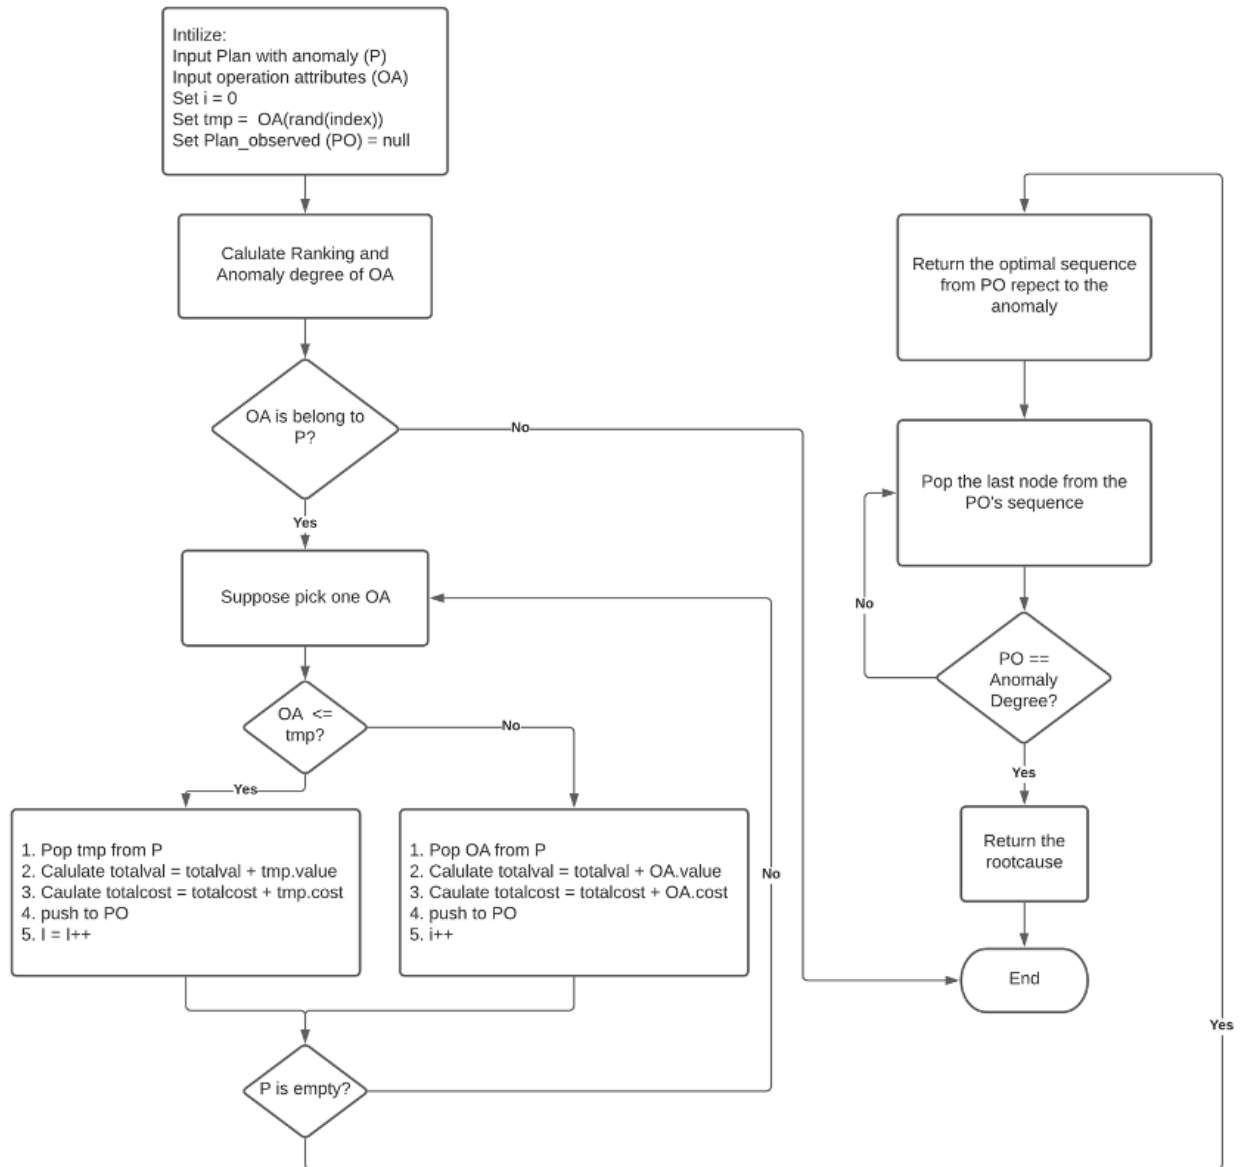 Intilize:
Input Plan with anomaly (P)
Input operation attributes (OA)
Set i = 0
Set tmp = OA(rand(index))
Set Plan_observed (PO) = null
Calulate Ranking and
Anomaly degree of OA
OA is belong to
P?
No
Yes
Suppose pick one OA
OA <=
tmp?
No
Yes
1. Pop tmp from P
2. Calulate totalval = totalval + tmp.value
3. Caulate totalcost = totalcost + tmp.cost
4. push to PO
5. I = I++
1. Pop OA from P
2. Calulate totalval = totalval + OA.value
3. Caulate totalcost = totalcost + OA.cost
4. push to PO
5. i++
No
P is empty?
Yes
Return the optimal sequence
from PO repect to the
anomaly
Pop the last node from the
PO's sequence
No
PO ==
Anomaly
Degree?
Yes
Return the
rootcause
End